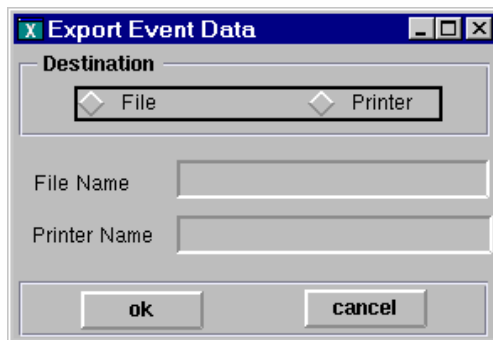 X Export Event Data
Destination
File Printer
File Name
Printer Name
ok cancel